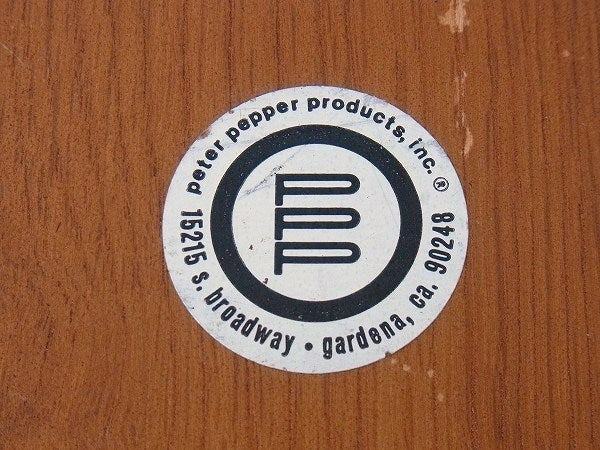 peter pepper products, inc.®
P
P
P
15215 s. broadway • gardena, ca. 90248